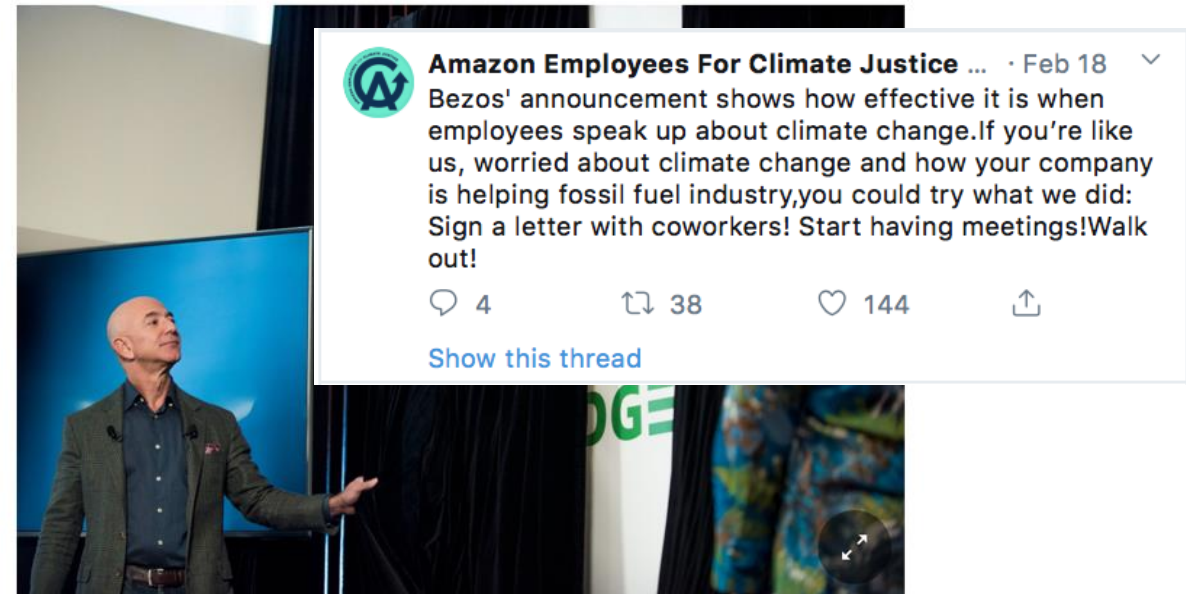 Amazon Employees For Climate Justice ... · Feb 18
Bezos' announcement shows how effective it is when
employees speak up about climate change.If you’re like
us, worried about climate change and how your company
is helping fossil fuel industry,you could try what we did:
Sign a letter with coworkers! Start having meetings!Walk
out!
4 38 144
Show this thread
DGE